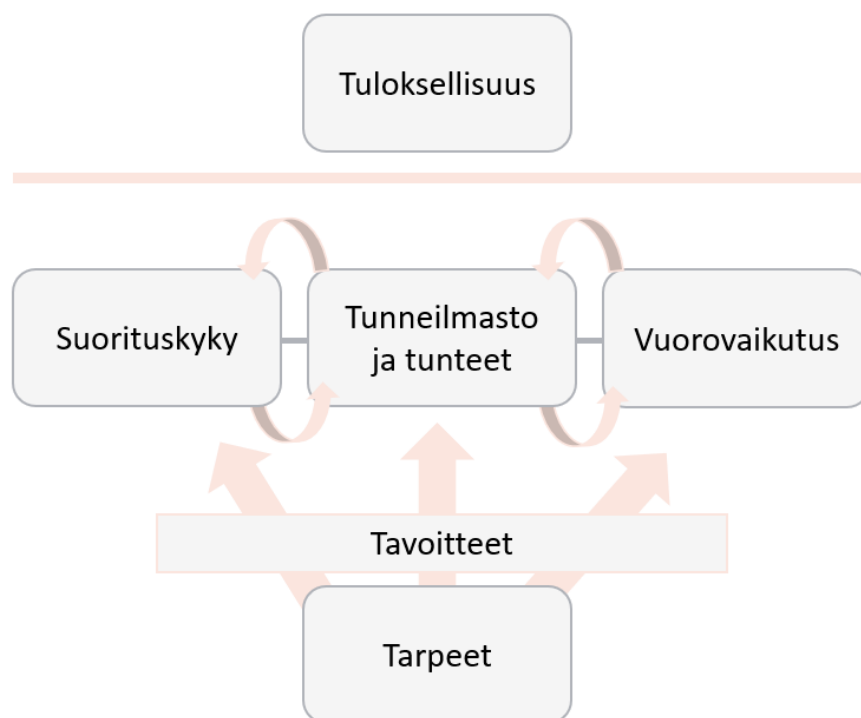 Tuloksellisuus
Suorituskyky
Tunneilmasto
ja tunteet
Vuorovaikutus
Tavoitteet
Tarpeet